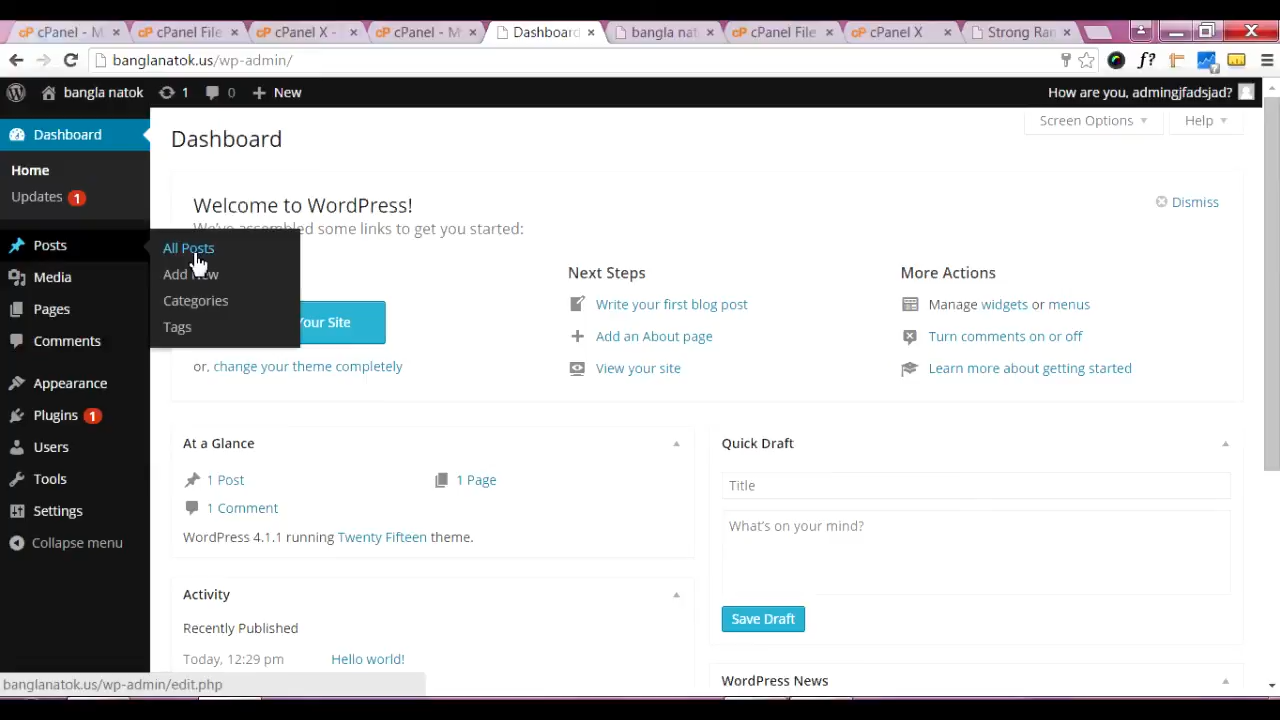 cPanel - M
cPanel File
cPanel X -
cPanel - My
Dashboard
bangla nat
cPanel File
cPanel X
Strong Ran
banglanatok.us/wp-admin/
f?
bangla natok
1
0
New
How are you, admingjfadsjad?
Dashboard
Home
Updates 1
Posts
Media
Pages
Comments
Appearance
Plugins 1
Users
Tools
Settings
Collapse menu
All Posts
Add New
Categories
Tags
Dashboard
Screen Options
Help
Welcome to WordPress!
We've assembled some links to get you started:
Dismiss
Your Site
or, change your theme completely
Next Steps
Write your first blog post
Add an About page
View your site
More Actions
Manage widgets or menus
Turn comments on or off
Learn more about getting started
At a Glance
1 Post
1 Page
1 Comment
WordPress 4.1.1 running Twenty Fifteen theme.
Activity
Recently Published
Today, 12:29 pm
Hello world!
Quick Draft
Title
What's on your mind?
Save Draft
WordPress News
banglanatok.us/wp-admin/edit.php